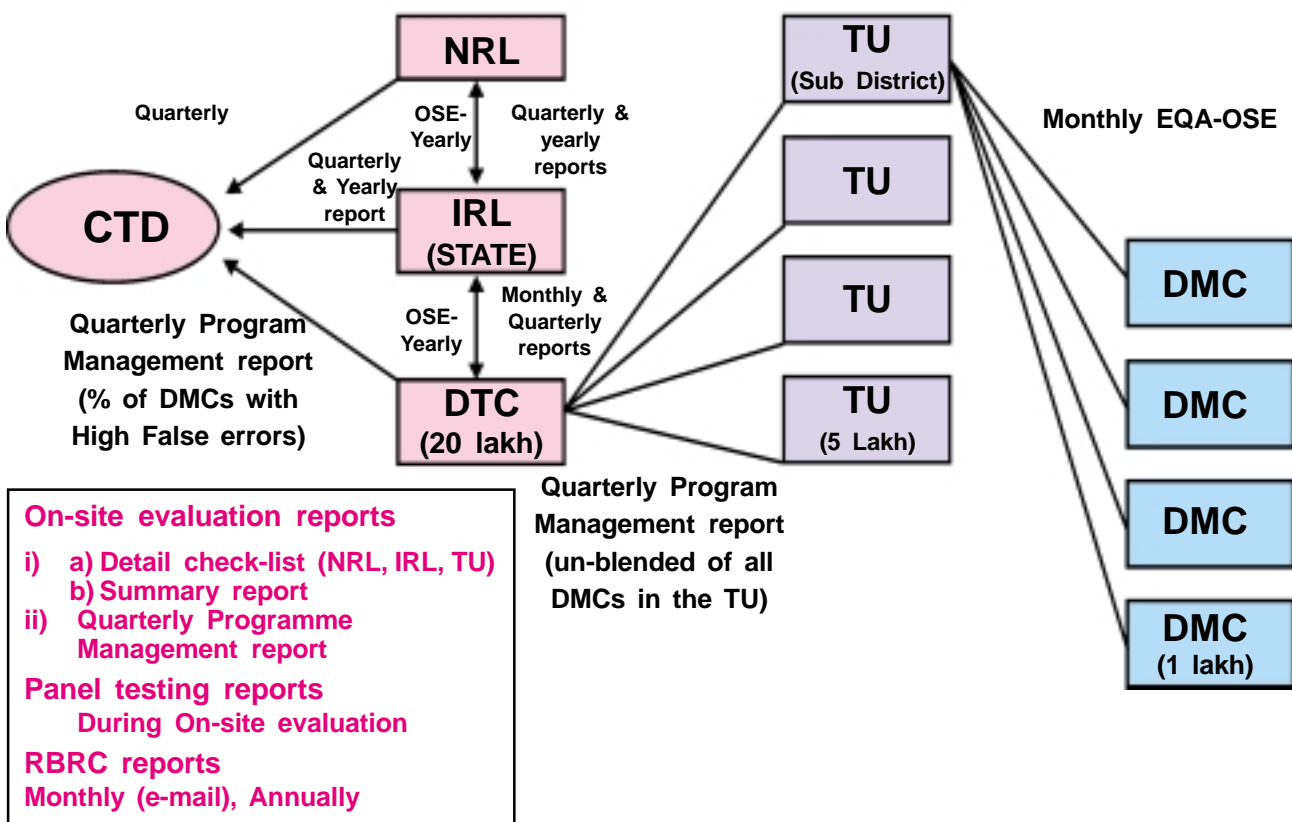 NRL
Quarterly
OSE-
Yearly
Quarterly &
yearly
reports
Quarterly
& Yearly
report
CTD
IRL
(STATE)
OSE-
Yearly
Monthly &
Quarterly
reports
Quarterly Program
Management report
(% of DMCs with
High False errors)
DTC
(20 lakh)
TU
(Sub District)
TU
TU
TU
(5 Lakh)
Quarterly Program
Management report
(un-blended of all
DMCs in the TU)
Monthly EQA-OSE
DMC
DMC
DMC
DMC
(1 lakh)
On-site evaluation reports
i) a) Detail check-list (NRL, IRL, TU)
b) Summary report
ii) Quarterly Programme
Management report
Panel testing reports
During On-site evaluation
RBRC reports
Monthly (e-mail), Annually